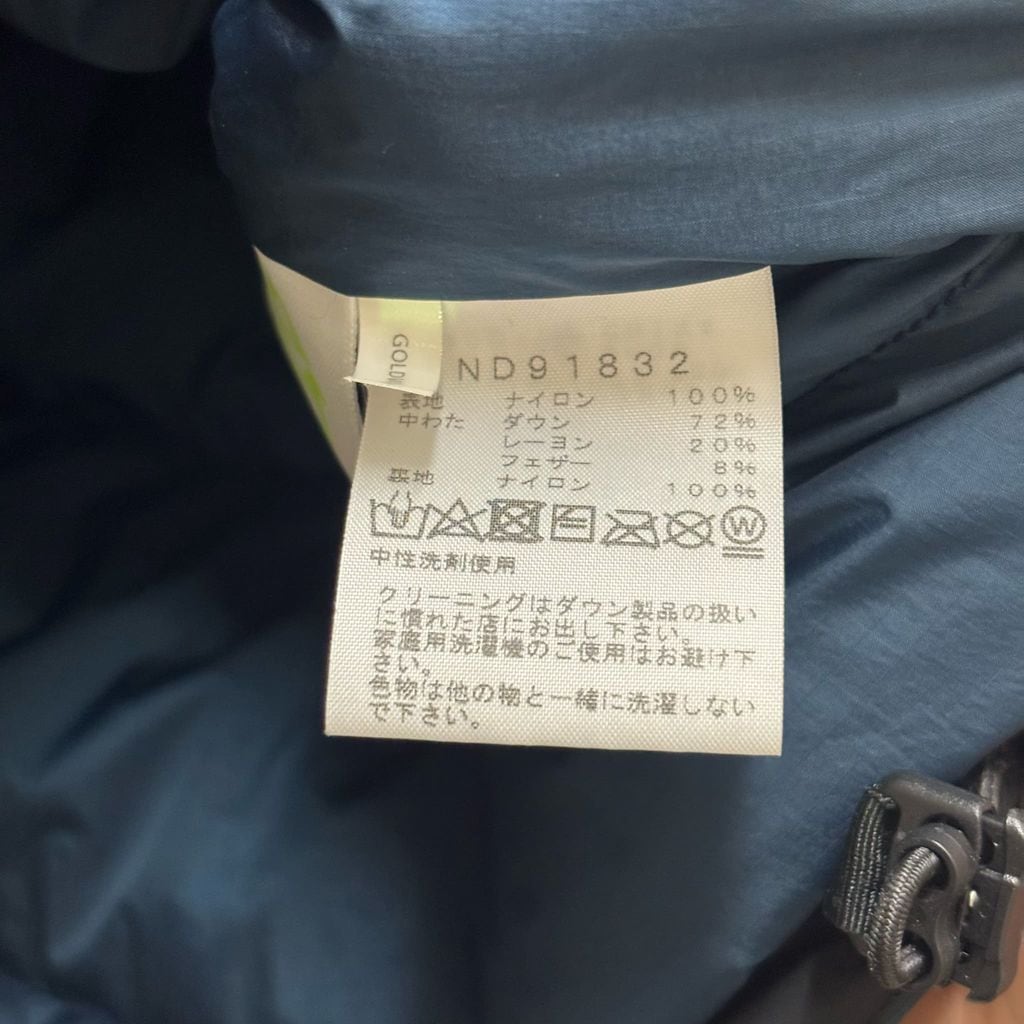 GOLDW
ND91832
表地 ナイロン 100%
中わた ダウン 72%
レーヨン 20%
フェザー 8%
裏地 ナイロン 100%
W
中性洗剤使用
クリーニングはダウン製品の扱い
に慣れた店にお出し下さい。
家庭用洗濯機のご使用はお避け下
さい。
色物は他の物と一緒に洗濯しない
で下さい。